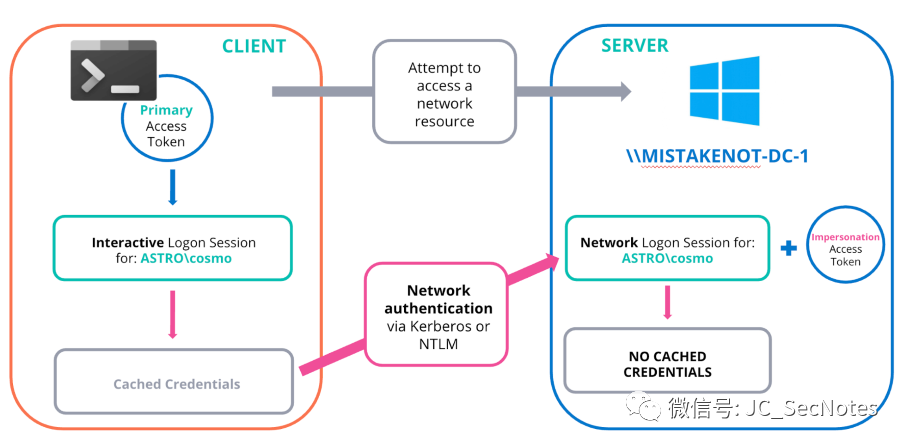 CLIENT
Primary
Access
Token
Attempt to
access a
network
resource
SERVER
\\MISTAKENOT-DC-1
Interactive Logon Session
for: ASTRO\cosmo
Cached Credentials
Network
authentication
via Kerberos or
NTLM
Network Logon Session for:
ASTRO\cosmo
Impersonation
Access
Token
NO CACHED
CREDENTIALS
微信号: JC_SecNotes